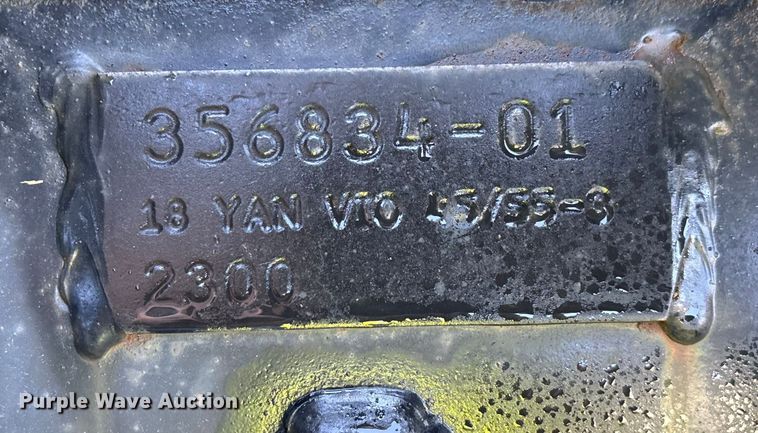 356834-01
18 YAN VIO 45/55-3
2300
Purple Wave Auction